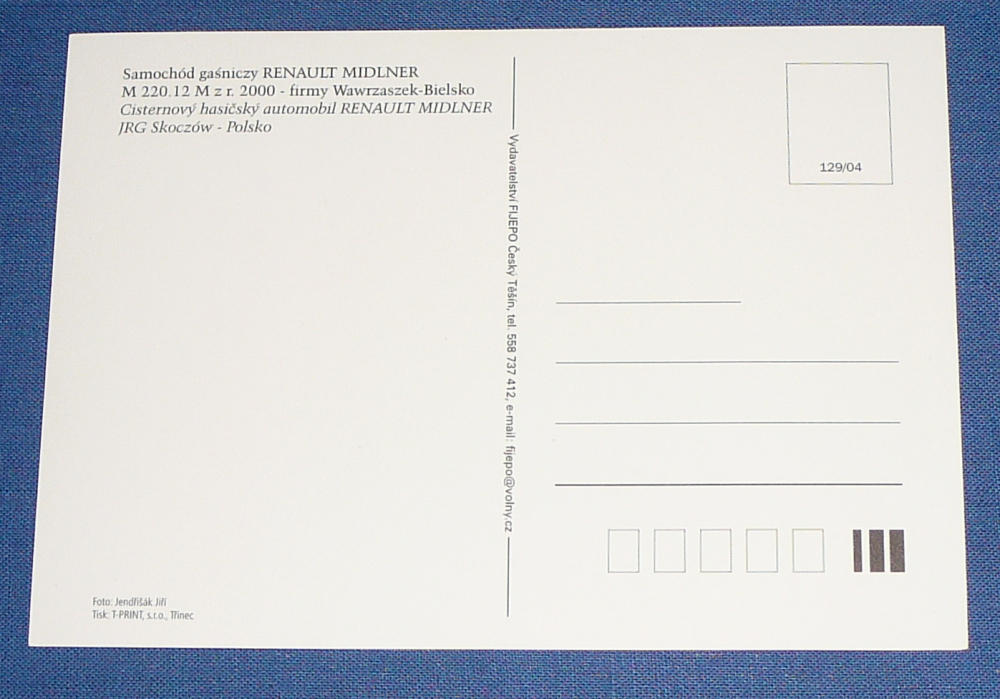 Samochód gaśniczy RENAULT MIDLNER
M 220.12 M z r. 2000 - firmy Wawrzaszek-Bielsko
Cisternový hasičský automobil RENAULT MIDLNER
JRG Skoczów - Polsko
129/04
Vydavatelství FIJEPO Český Těšín, tel. 558 737 412, e-mail: fijepo@volny.cz
Foto: Jendřišák Jiří
Tisk: T-PRINT, s.r.o., Třinec